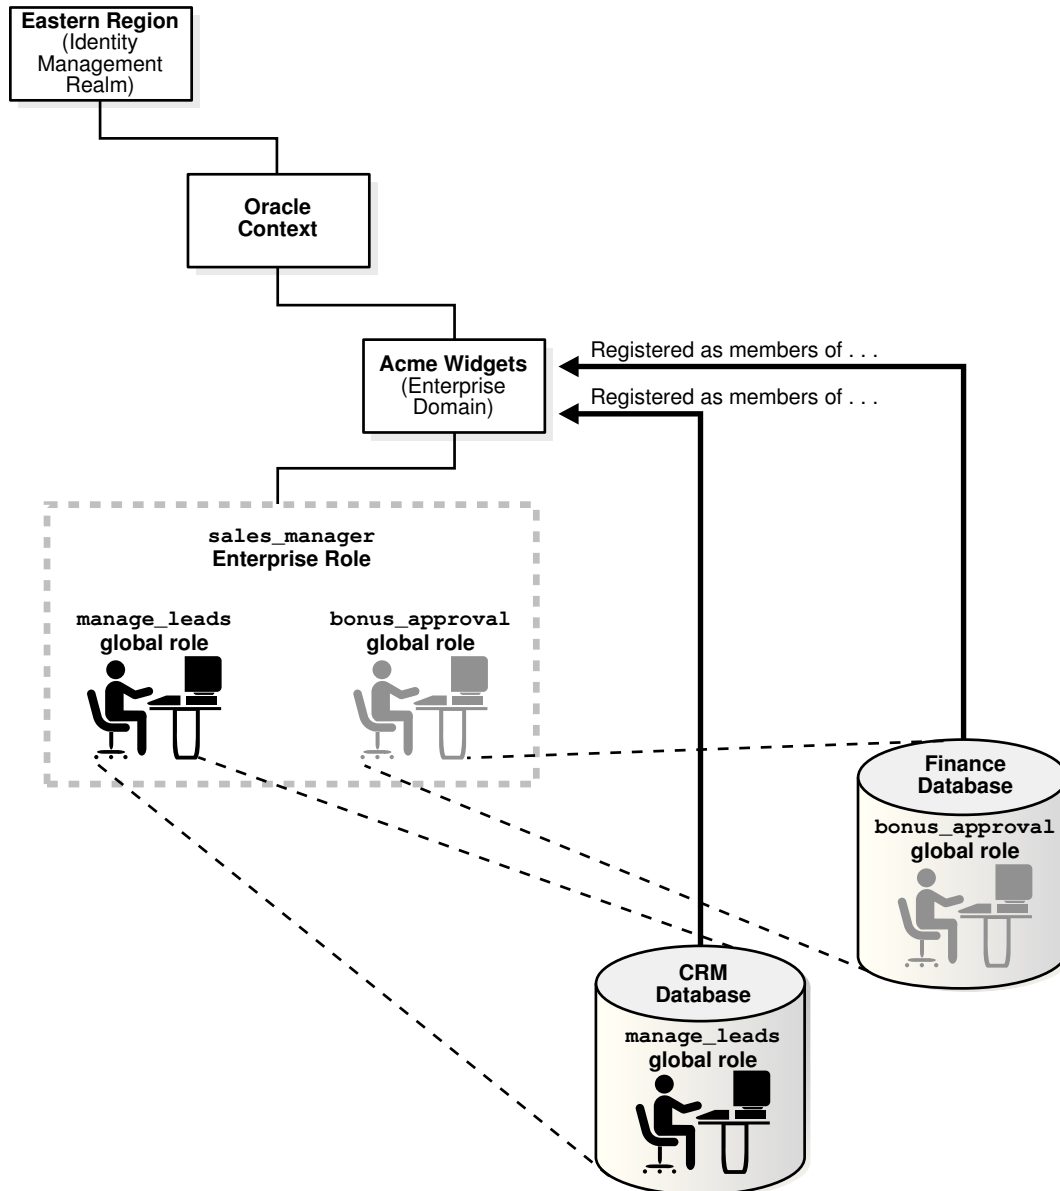 Eastern Region
(Identity
Management
Realm)
Oracle
Context
Acme Widgets
(Enterprise
Domain)
Registered as members of . . .
Registered as members of . . .
sales_manager
Enterprise Role
manage_leads
global role
bonus_approval
global role
Finance
Database
bonus_approval
global role
CRM
Database
manage_leads
global role